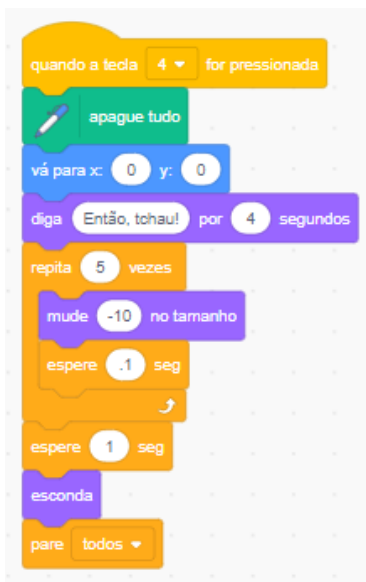 quando a tecla 4 for pressionada
apague tudo
vá para x: 0 y: 0
diga Então, tchau! por 4 segundos
repita 5 vezes
mude -10 no tamanho
espere .1 seg
espere 1 seg
esconda
pare todos